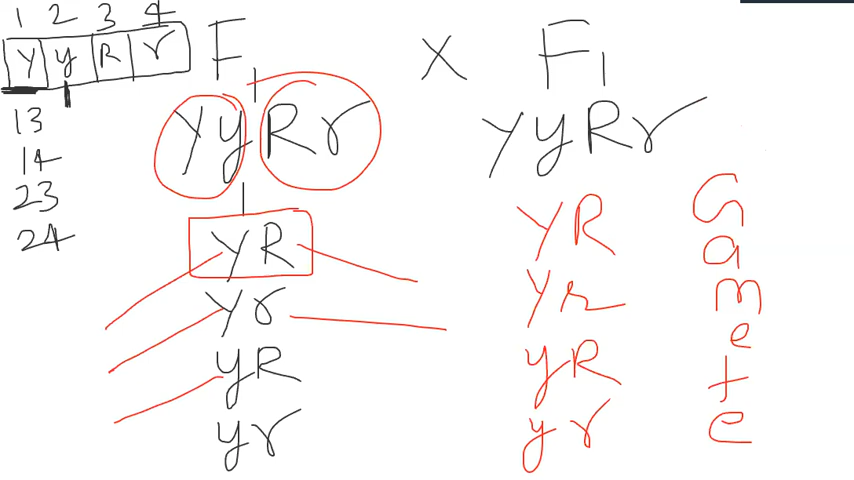 1 2 3 4
Y y R r
13
14
23
24
F1 X F1
YyRr YyRr
YR YR
Yr Yr
yR yR
yr yr
Gamete